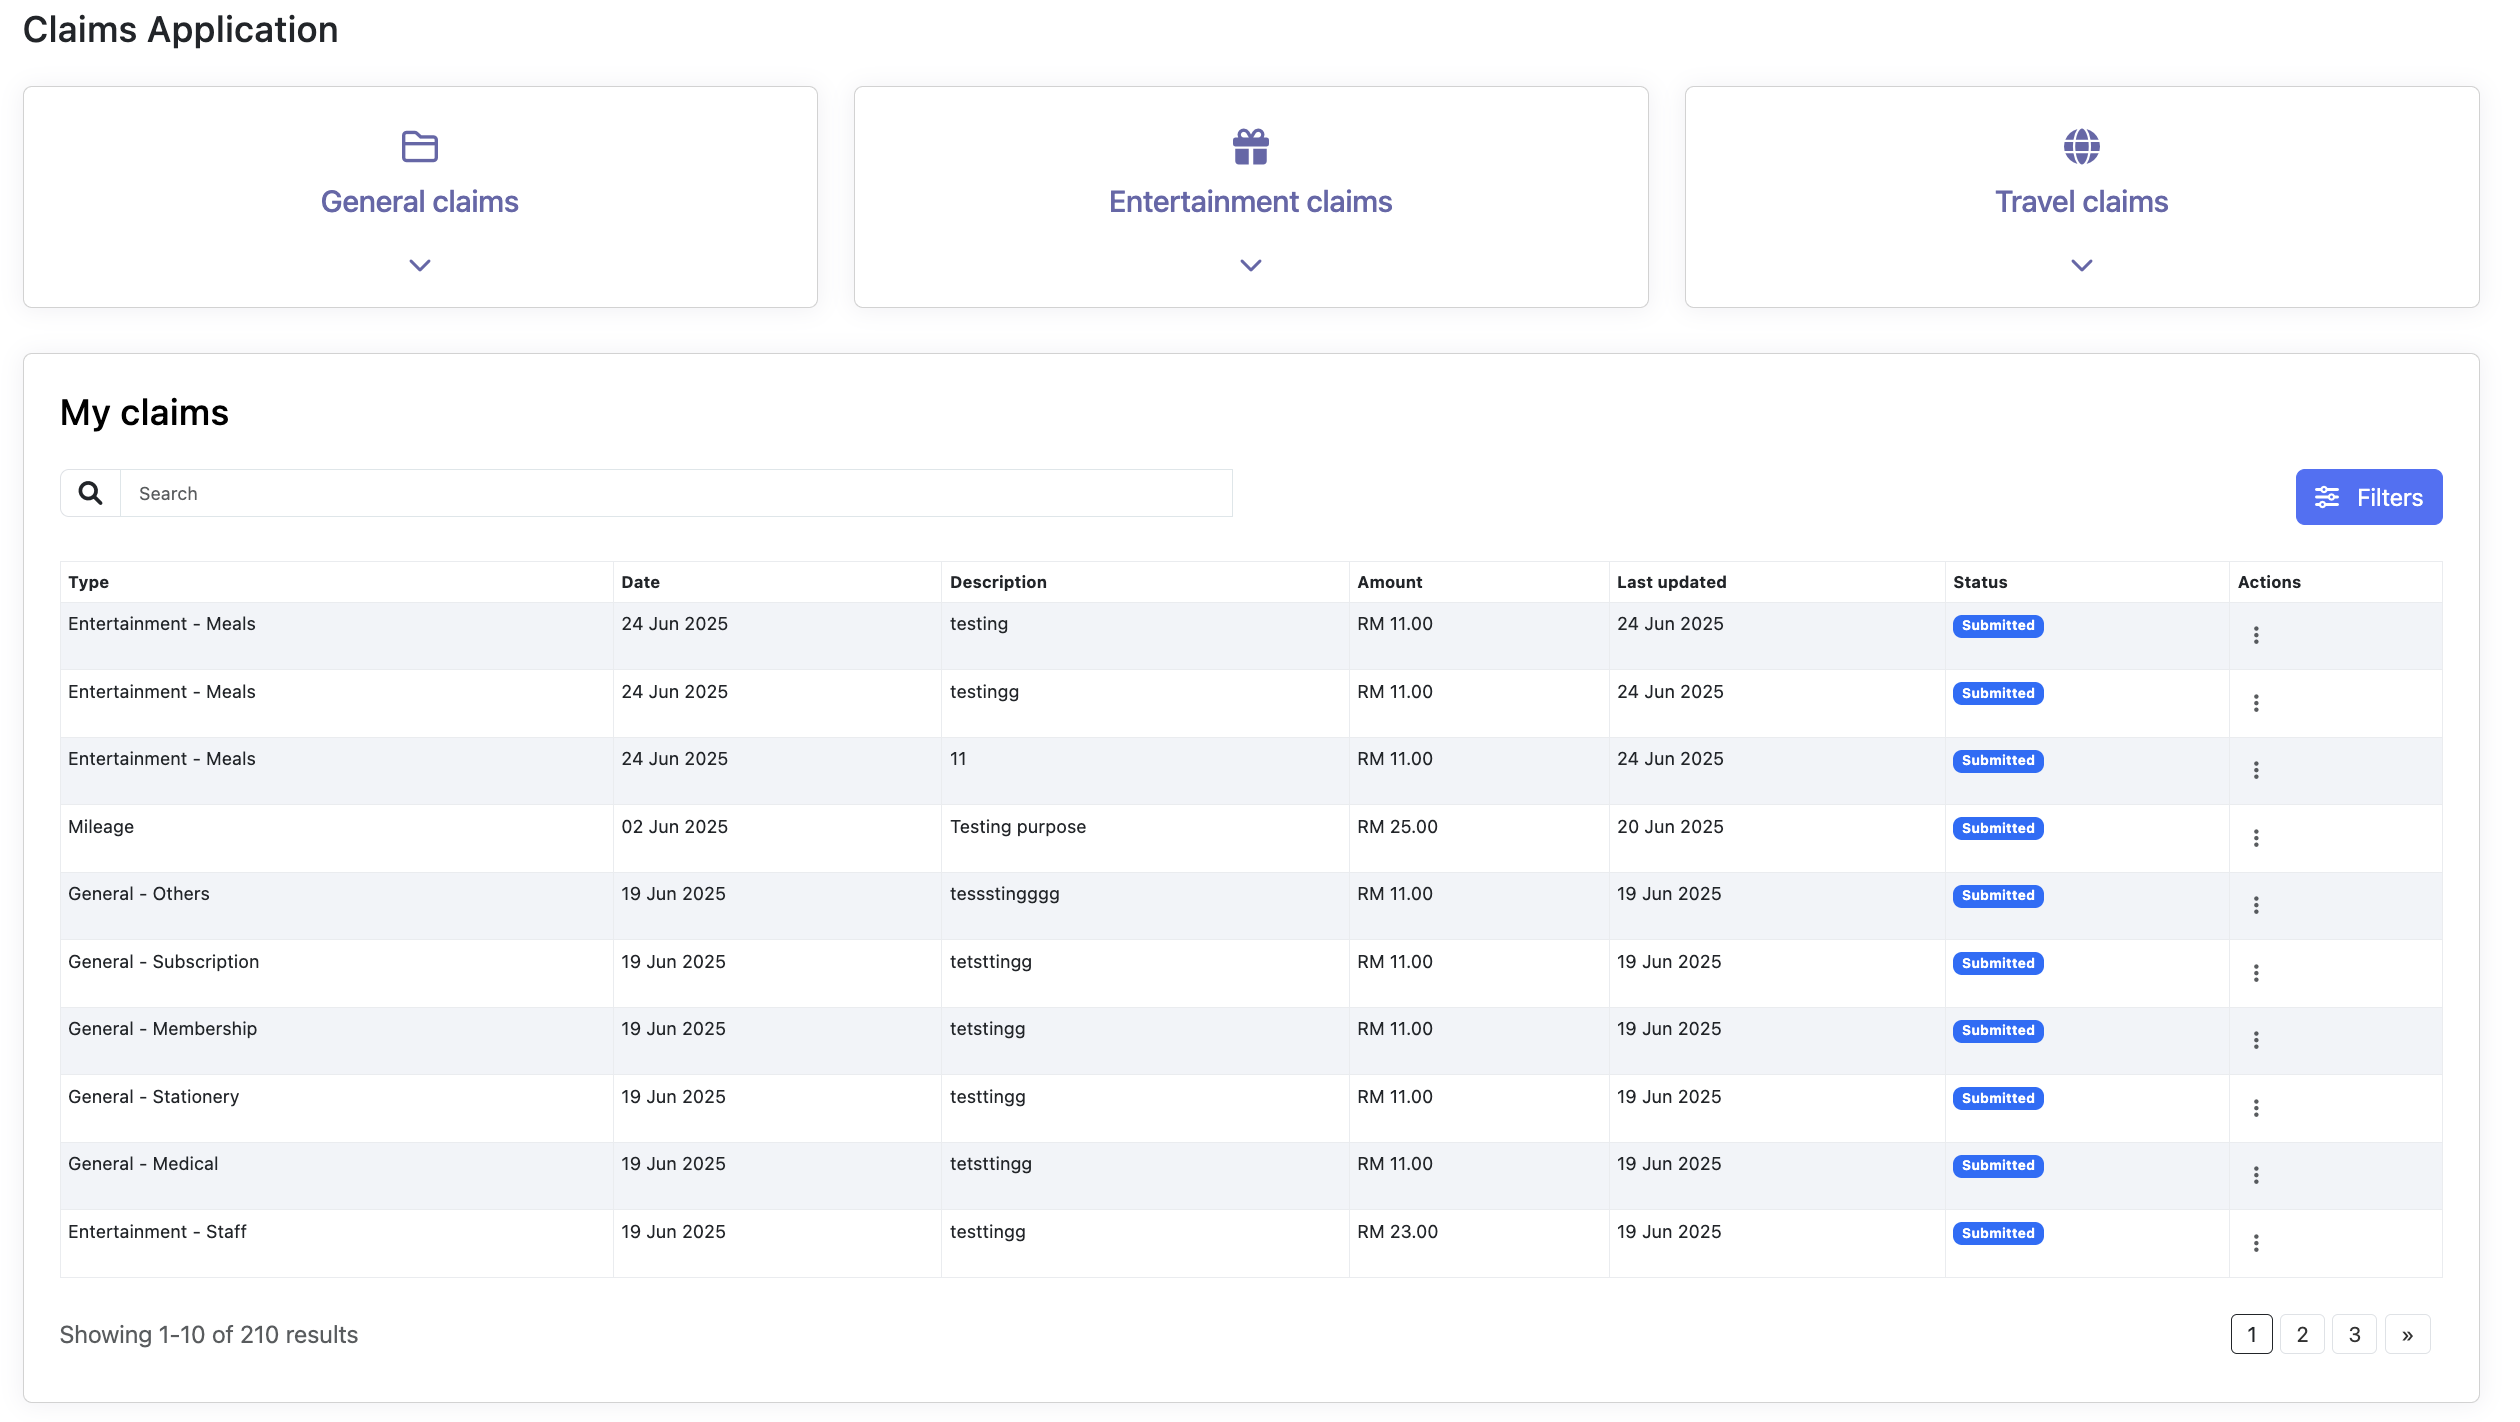 Claims Application
General claims
Entertainment claims
Travel claims
My claims
Search
Filters
Type Date Description Amount Last updated Status Actions
Entertainment - Meals 24 Jun 2025 testing RM 11.00 24 Jun 2025 Submitted
Entertainment - Meals 24 Jun 2025 testingg RM 11.00 24 Jun 2025 Submitted
Entertainment - Meals 24 Jun 2025 11 RM 11.00 24 Jun 2025 Submitted
Mileage 02 Jun 2025 Testing purpose RM 25.00 20 Jun 2025 Submitted
General - Others 19 Jun 2025 tessstingggg RM 11.00 19 Jun 2025 Submitted
General - Subscription 19 Jun 2025 tetsttingg RM 11.00 19 Jun 2025 Submitted
General - Membership 19 Jun 2025 tetstingg RM 11.00 19 Jun 2025 Submitted
General - Stationery 19 Jun 2025 testtingg RM 11.00 19 Jun 2025 Submitted
General - Medical 19 Jun 2025 tetsttingg RM 11.00 19 Jun 2025 Submitted
Entertainment - Staff 19 Jun 2025 testtingg RM 23.00 19 Jun 2025 Submitted
Showing 1-10 of 210 results
1 2 3 »